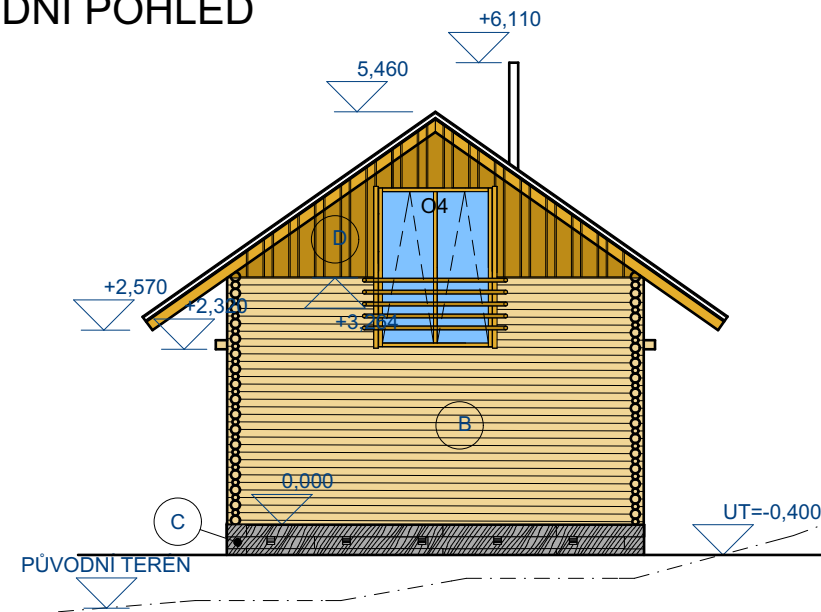 DNÍ POHLED
+6,110
5,460
O4
D
+2,570
+2,320
+3,264
B
0,000
C
UT=-0,400
PŮVODNÍ TERÉN